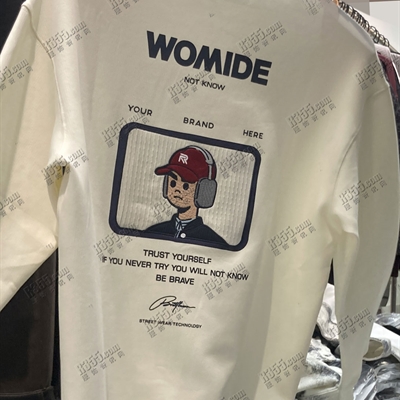 WOMIDE
NOT KNOW
YOUR BRAND HERE
R
TRUST YOURSELF
IF YOU NEVER TRY YOU WILL NOT KNOW
BE BRAVE
STREET WEAR TECHNOLOGY